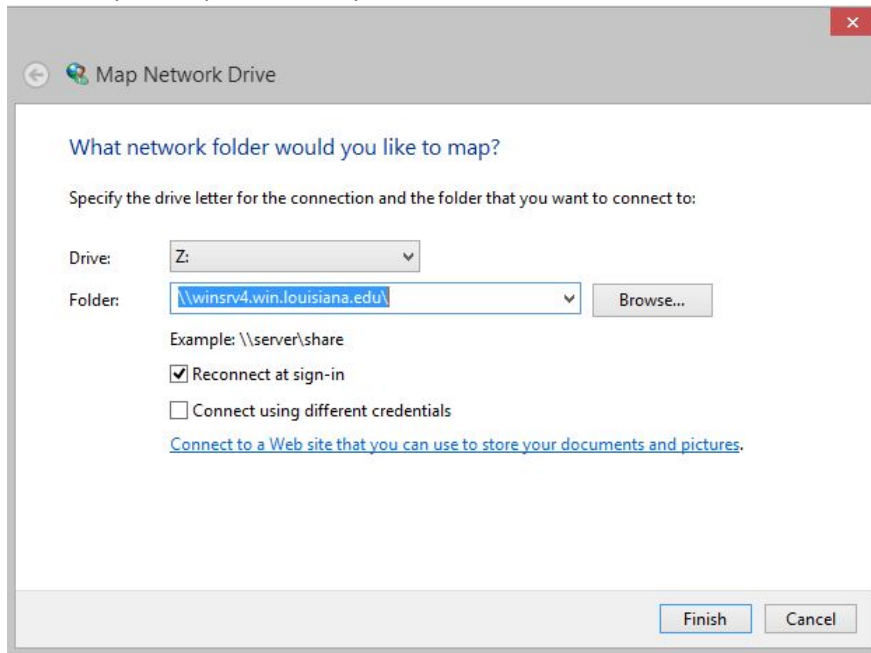 Map Network Drive
What network folder would you like to map?
Specify the drive letter for the connection and the folder that you want to connect to:
Drive: Z:
Folder: \\winsrv4.win.louisiana.edu\ Browse...
Example: \\server\share
Reconnect at sign-in
Connect using different credentials
Connect to a Web site that you can use to store your documents and pictures.
Finish Cancel